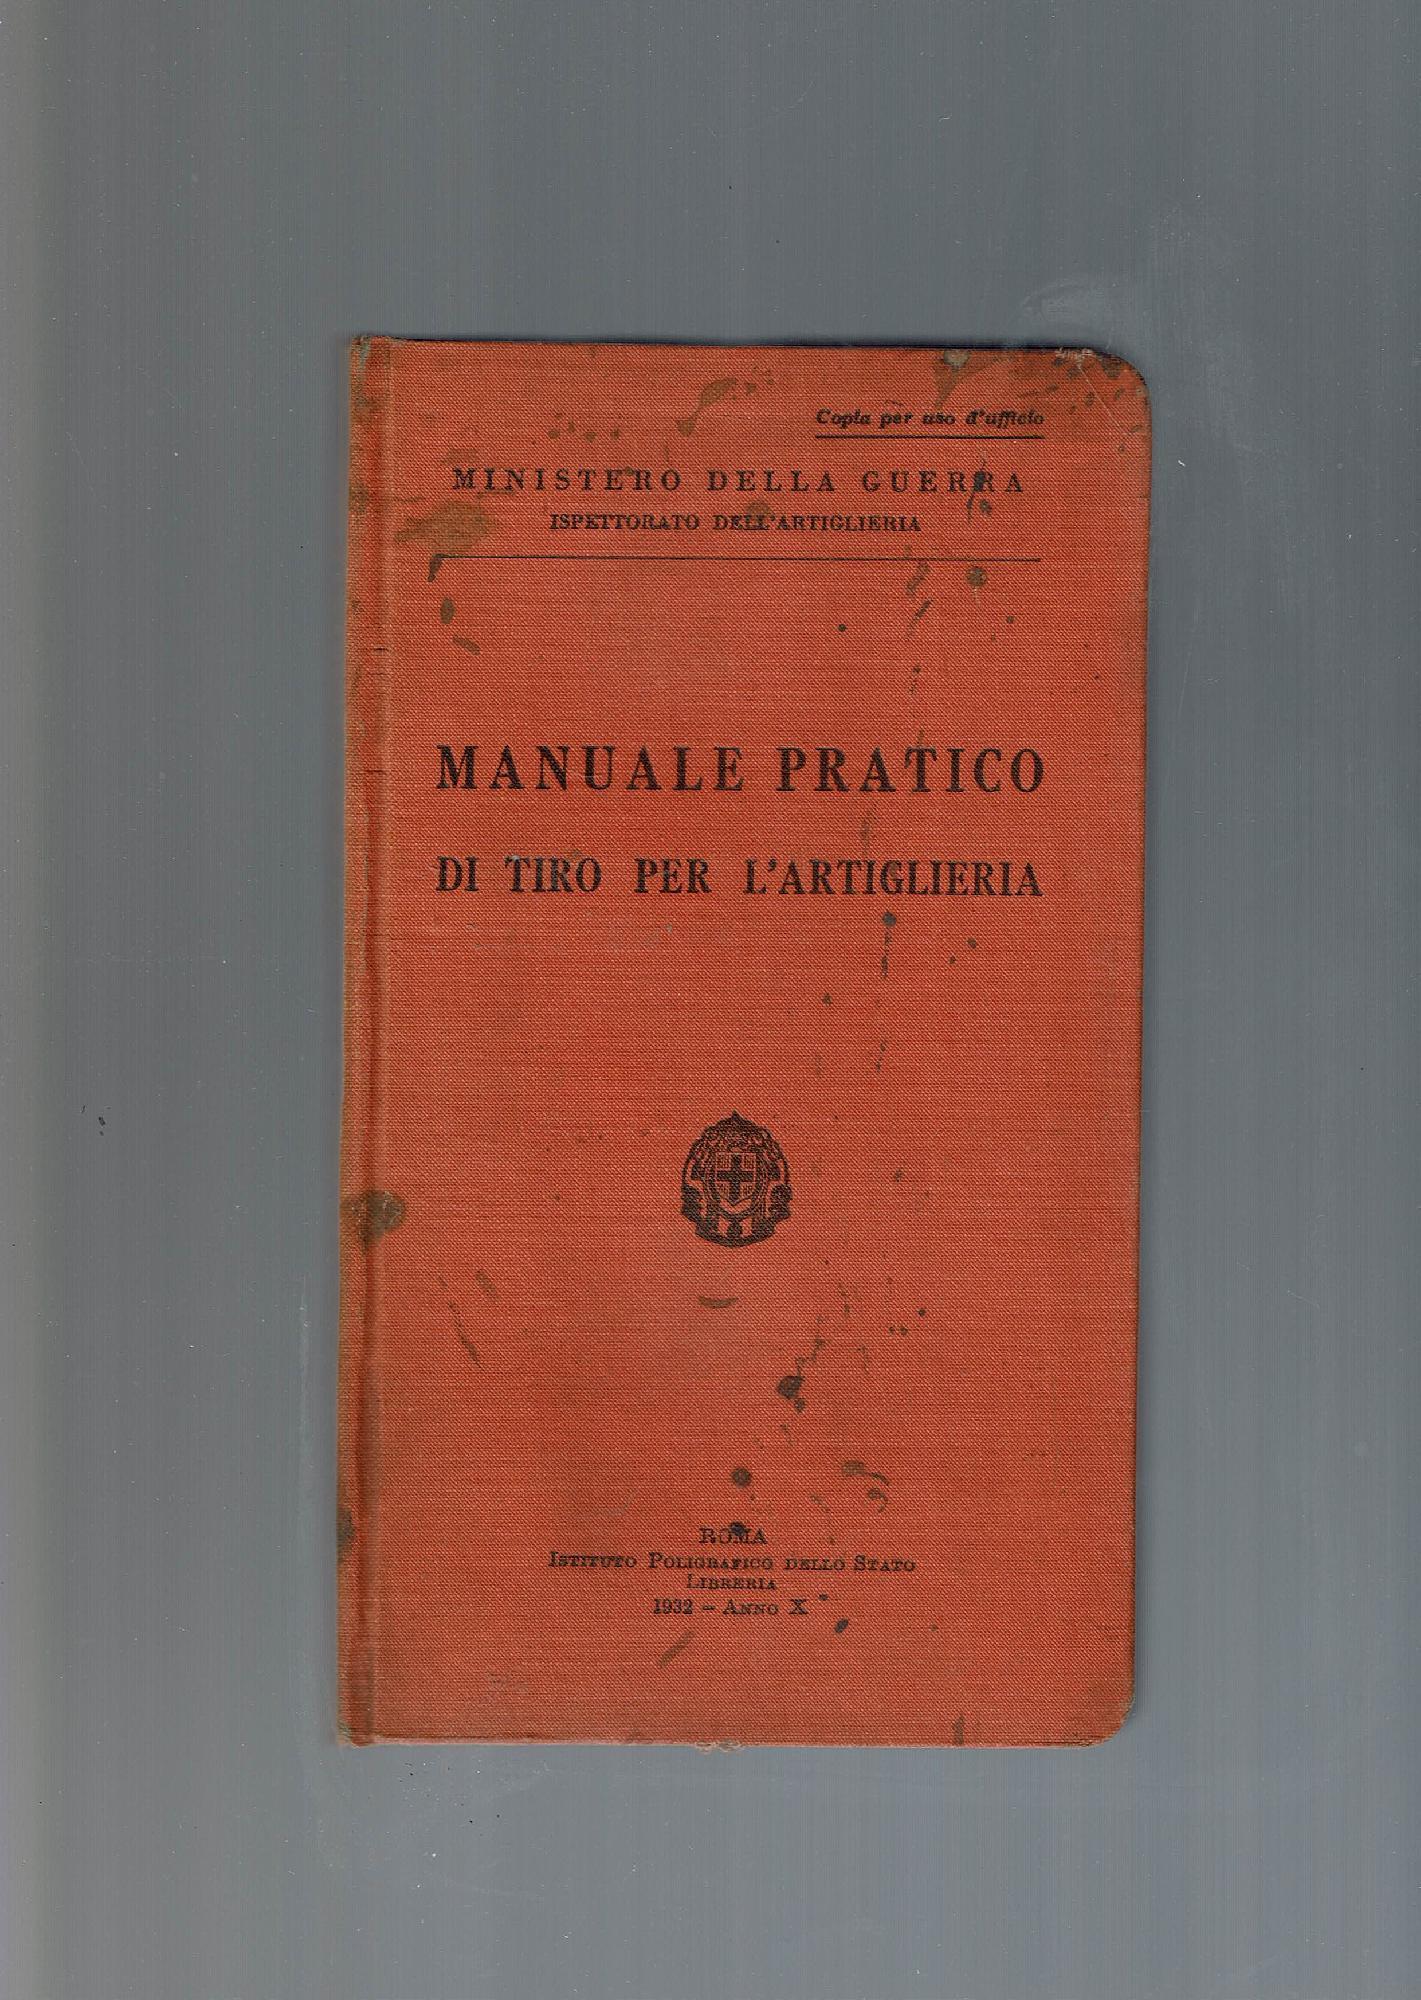 Copia per uso d'ufficio
MINISTERO DELLA GUERRA
ISPETTORATO DELL'ARTIGLIERIA
MANUALE PRATICO
DI TIRO PER L'ARTIGLIERIA
ROMA
ISTITUTO POLIGRAFICO DELLO STATO
LIBRERIA
1932 - ANNO X